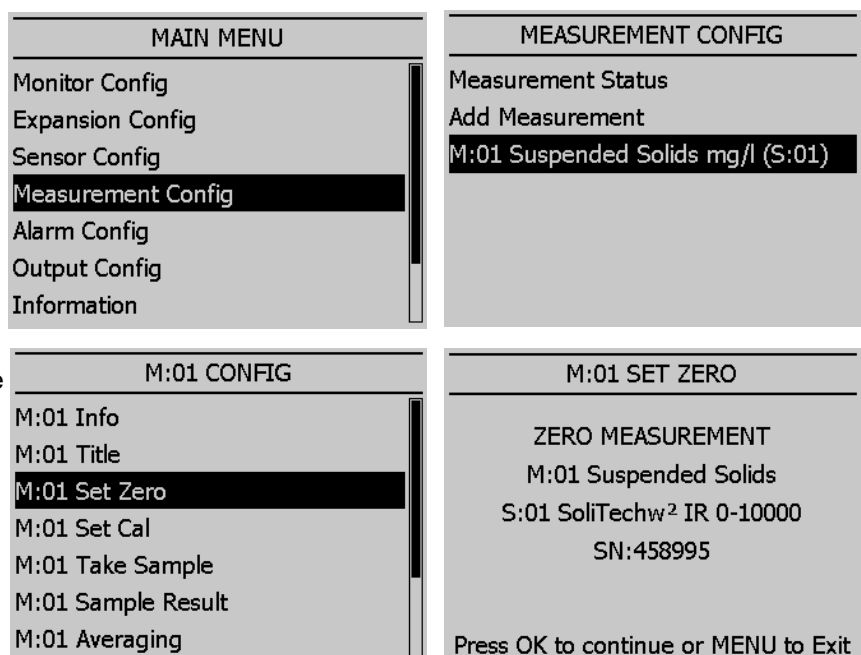 MAIN MENU
Monitor Config
Expansion Config
Sensor Config
Measurement Config
Alarm Config
Output Config
Information
MEASUREMENT CONFIG
Measurement Status
Add Measurement
M:01 Suspended Solids mg/l (S:01)
e
M:01 CONFIG
M:01 Info
M:01 Title
M:01 Set Zero
M:01 Set Cal
M:01 Take Sample
M:01 Sample Result
M:01 Averaging
M:01 SET ZERO
ZERO MEASUREMENT
M:01 Suspended Solids
S:01 SoliTechw² IR 0-10000
SN:458995
Press OK to continue or MENU to Exit